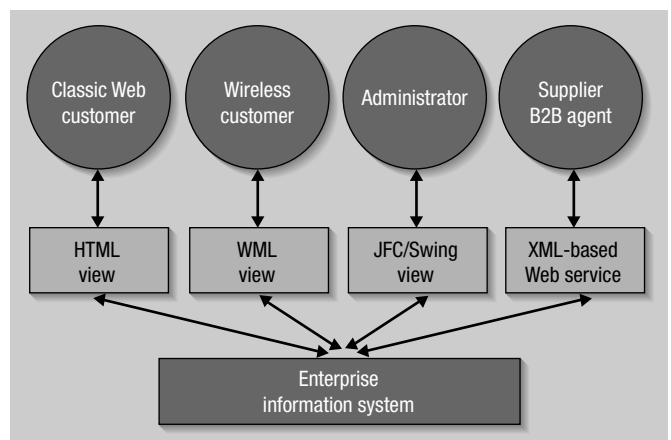 Classic Web
customer
Wireless
customer
Administrator
Supplier
B2B agent
HTML
view
WML
view
JFC/Swing
view
XML-based
Web service
Enterprise
information system